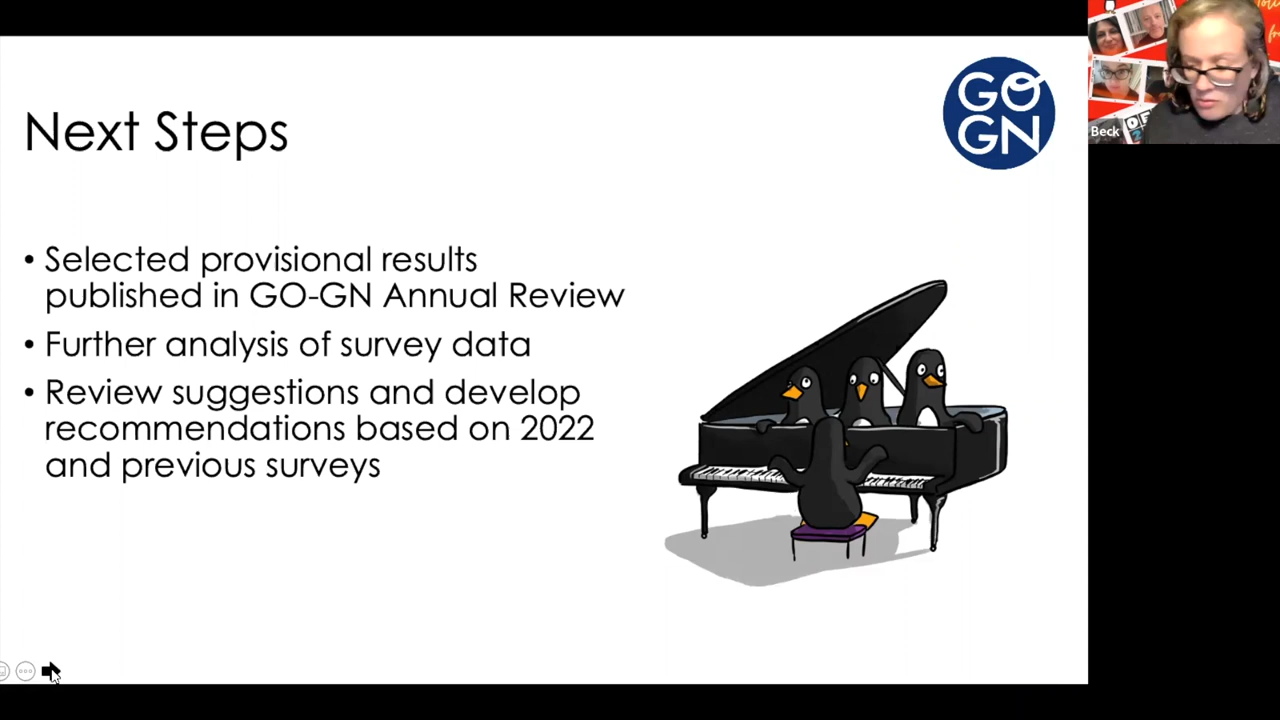 Next Steps
GO
GN
• Selected provisional results
published in GO-GN Annual Review
• Further analysis of survey data
• Review suggestions and develop
recommendations based on 2022
and previous surveys
Beck